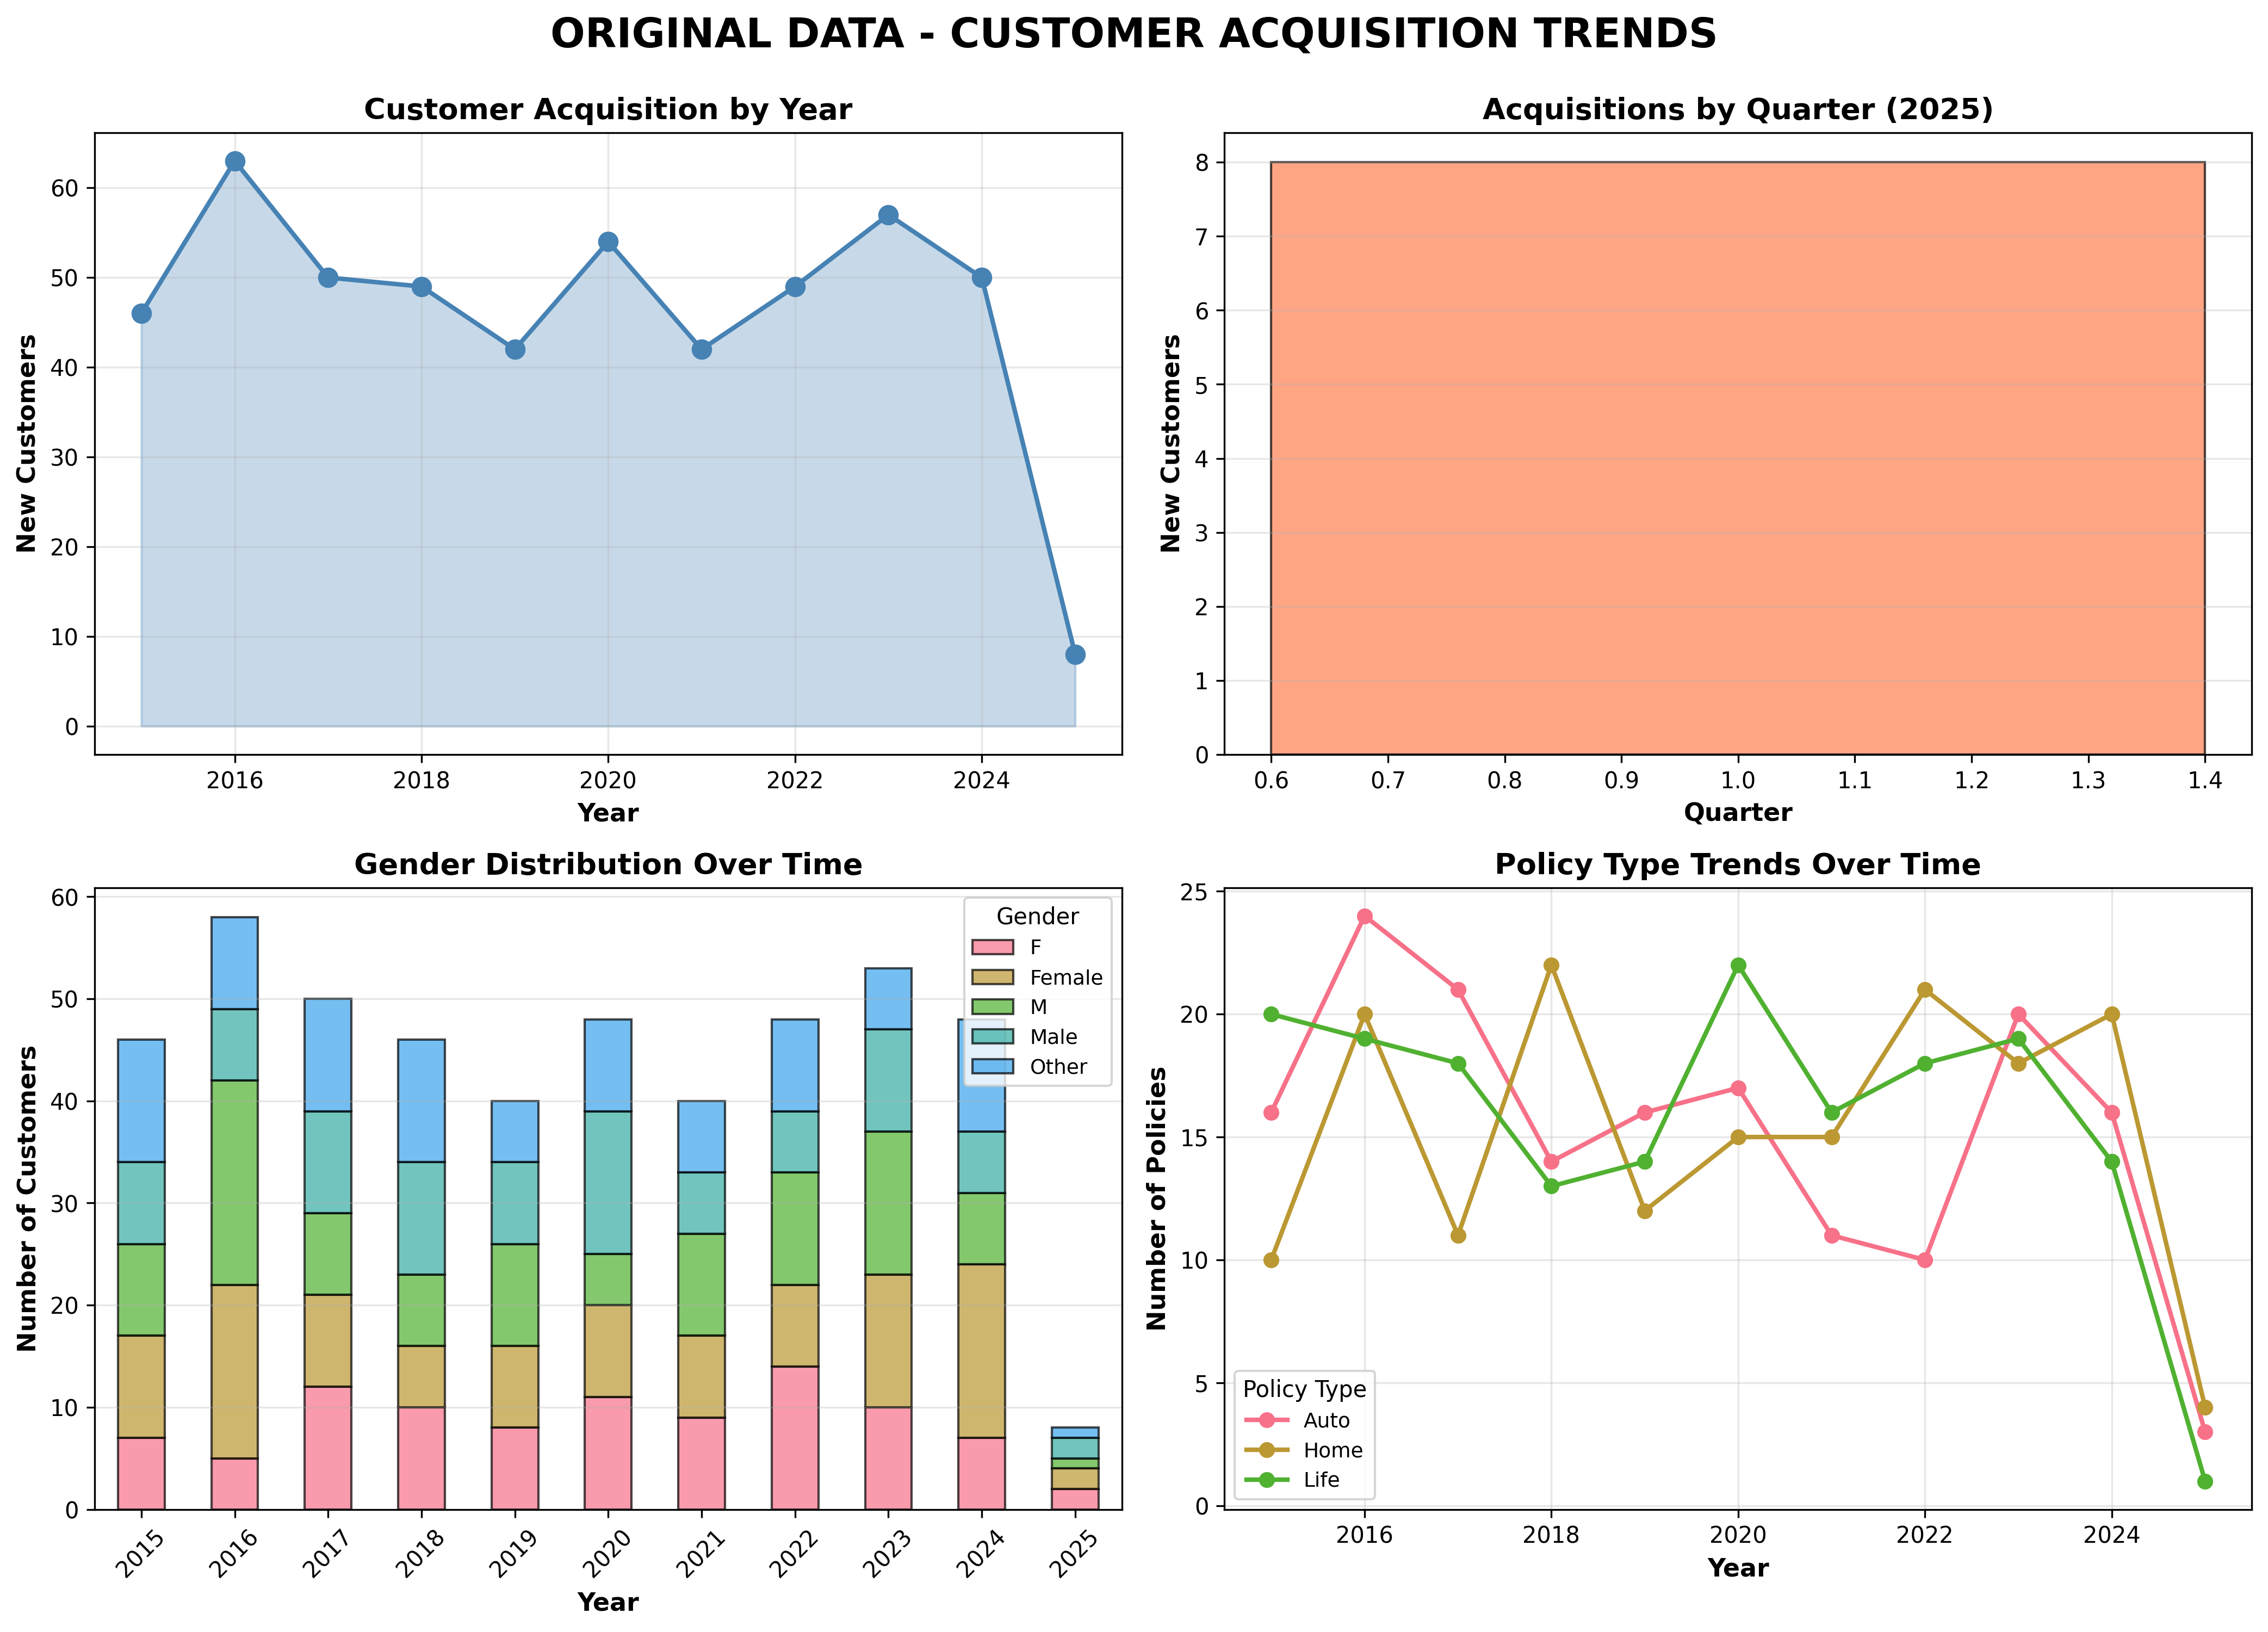 ORIGINAL DATA - CUSTOMER ACQUISITION TRENDS
Customer Acquisition by Year
New Customers
60
50
40
30
20
10
0
2016 2018 2020 2022 2024
Year
Acquisitions by Quarter (2025)
New Customers
8
7
6
5
4
3
2
1
0
0.6 0.7 0.8 0.9 1.0 1.1 1.2 1.3 1.4
Quarter
Gender Distribution Over Time
Number of Customers
60
50
40
30
20
10
0
Gender
F
Female
M
Male
Other
2015 2016 2017 2018 2019 2020 2021 2022 2023 2024 2025
Year
Policy Type Trends Over Time
Number of Policies
25
20
15
10
5
0
Policy Type
Auto
Home
Life
2016 2018 2020 2022 2024
Year